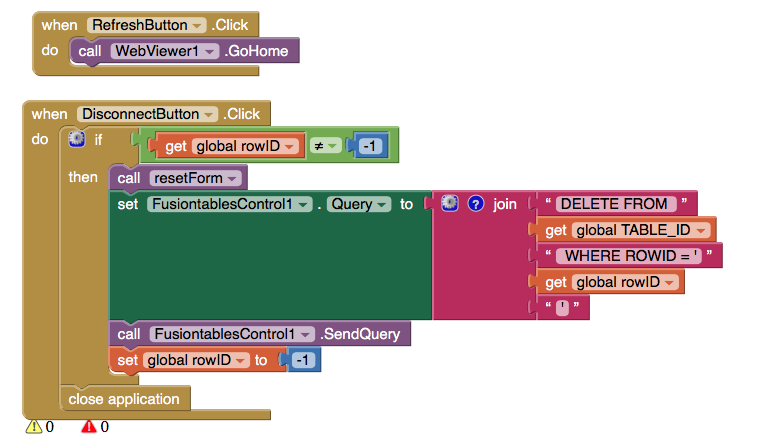 when RefreshButton .Click
do call WebViewer1 .GoHome
when DisconnectButton .Click
do if get global rowID ≠ -1
then call resetForm
set FusiontablesControl1 . Query to join " DELETE FROM "
get global TABLE_ID
" WHERE ROWID = ' "
get global rowID
" ' "
call FusiontablesControl1 .SendQuery
set global rowID to -1
close application
0 0